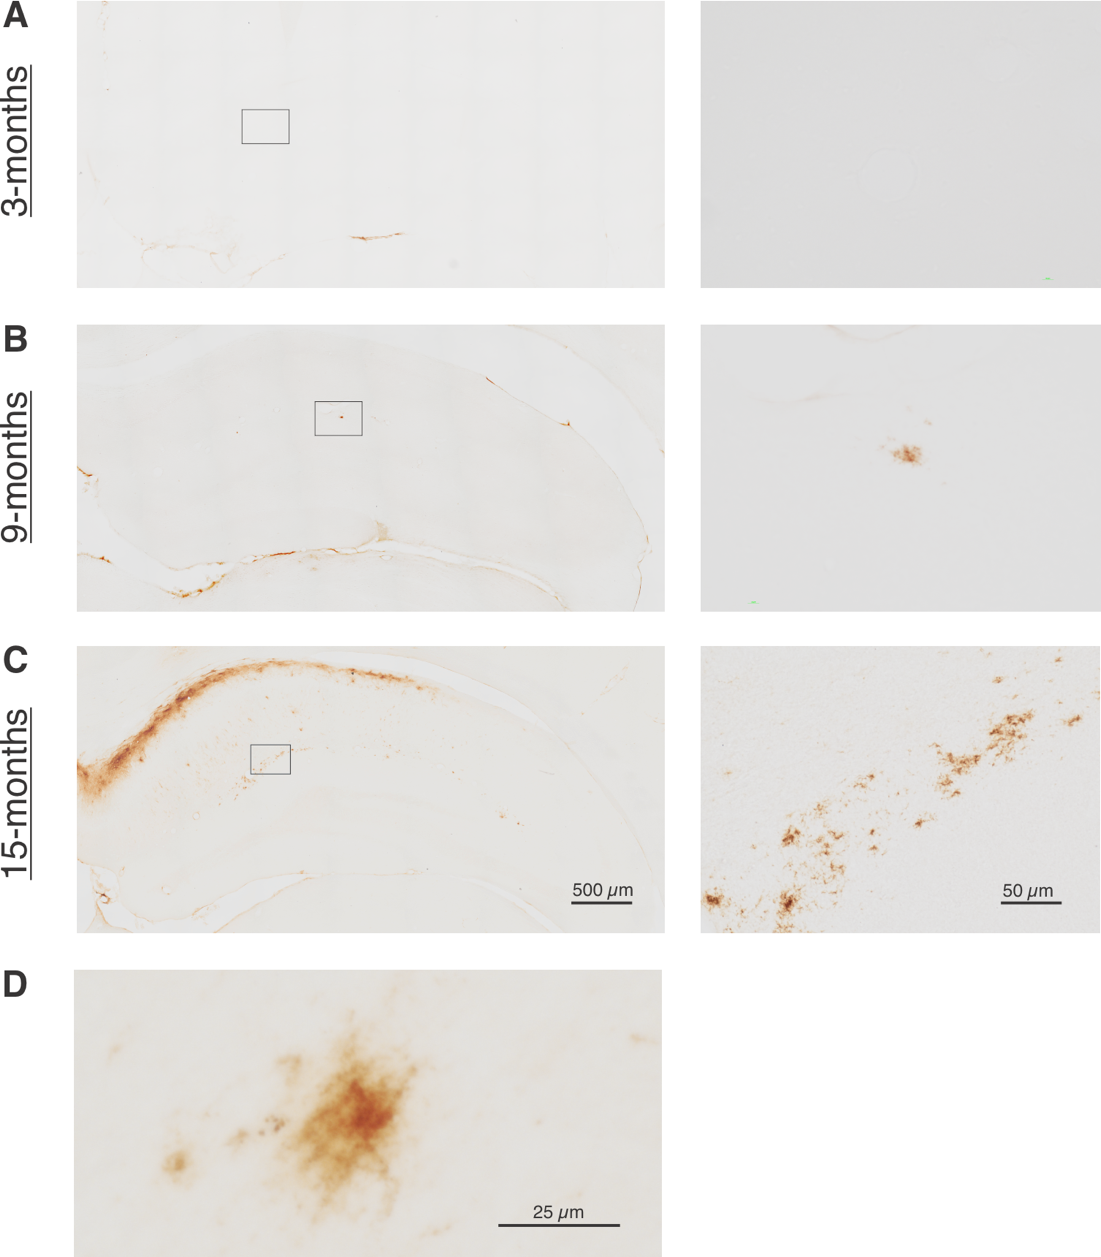 A
3-months
B
9-months
C
15-months
500 µm
50 µm
D
25 µm